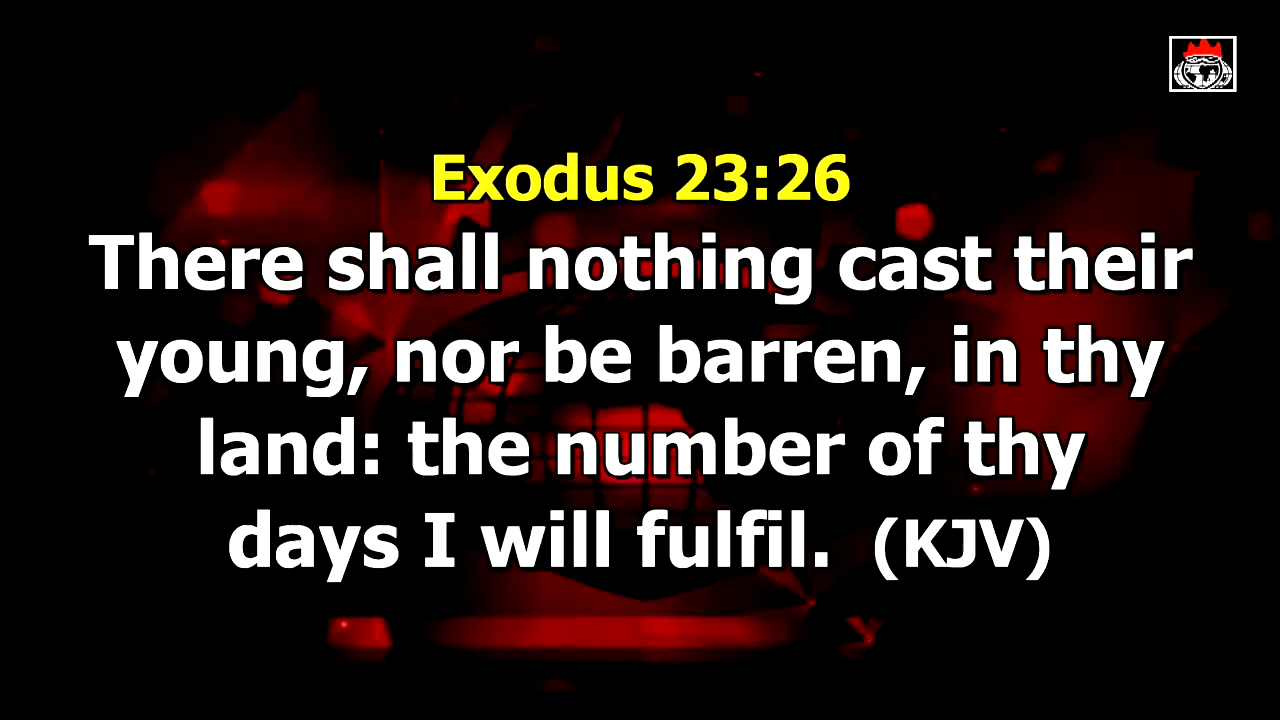 Exodus 23:26
There shall nothing cast their
young, nor be barren, in thy
land: the number of thy
days I will fulfil. (KJV)